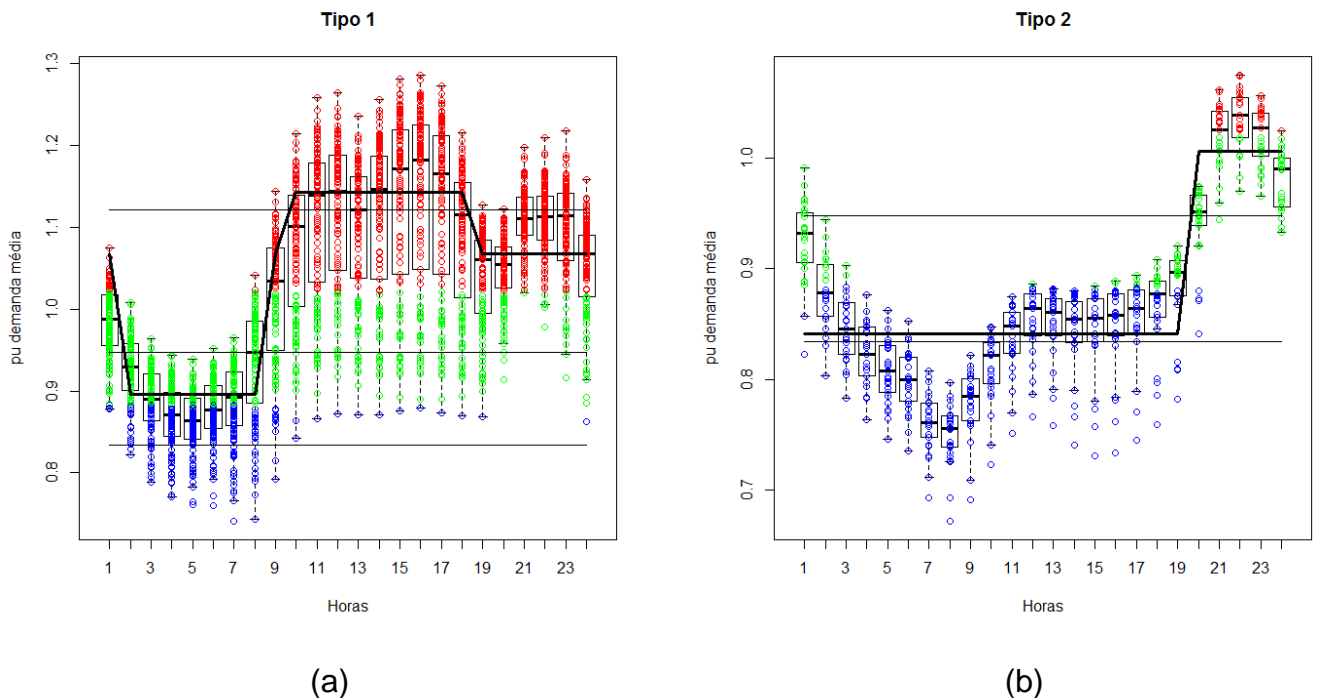 Tipo 1
pu demanda média
1.3
1.2
1.1
1.0
0.9
0.8
1 3 5 7 9 11 13 15 17 19 21 23
Horas
(a)
Tipo 2
pu demanda média
1.0
0.9
0.8
0.7
1 3 5 7 9 11 13 15 17 19 21 23
Horas
(b)